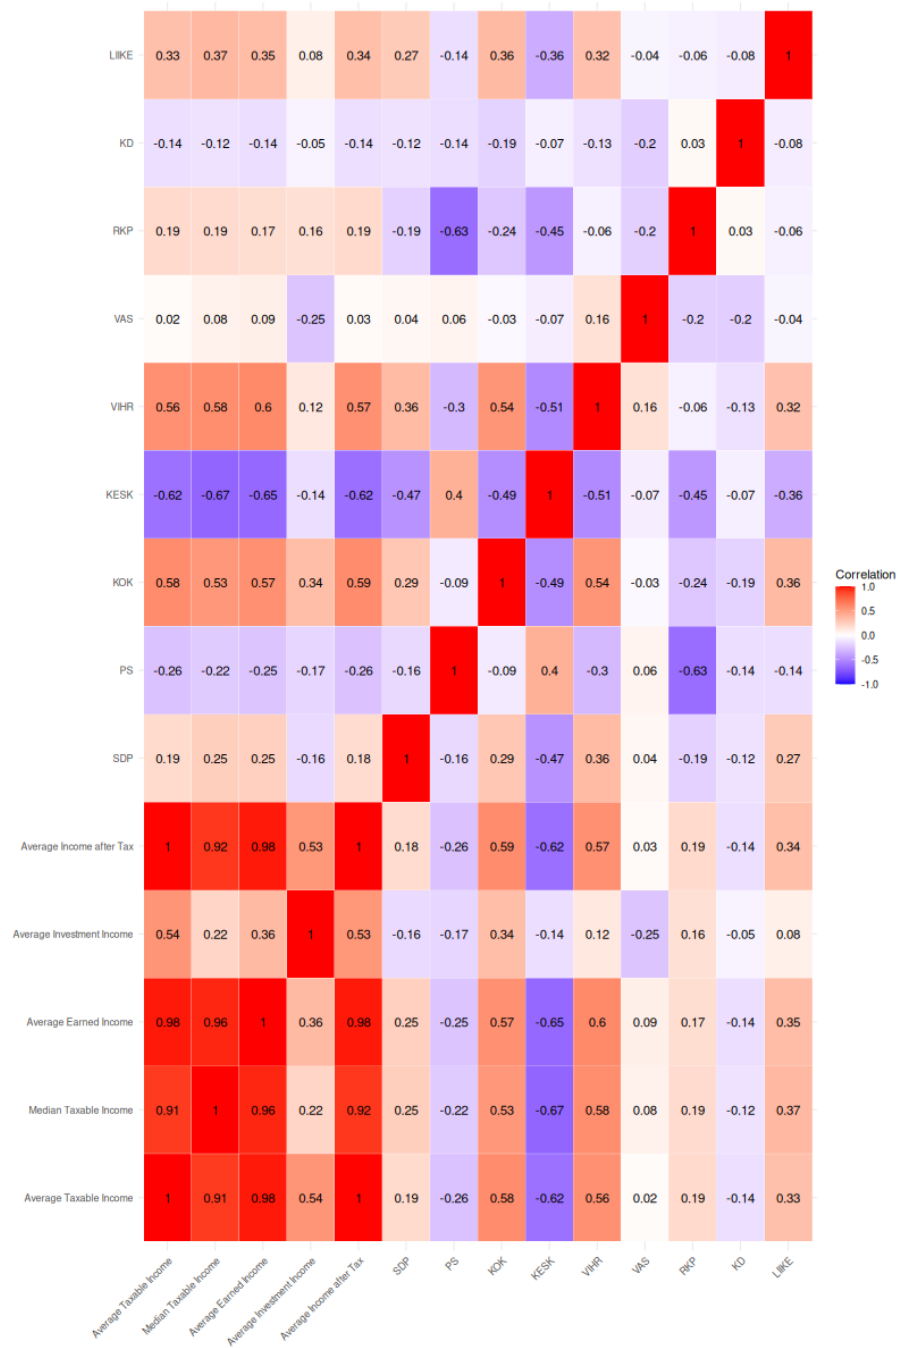 LIIKE 0.33 0.37 0.35 0.08 0.34 0.27 -0.14 0.36 -0.36 0.32 -0.04 -0.06 -0.08 1
KD -0.14 -0.12 -0.14 -0.05 -0.14 -0.12 -0.14 -0.19 -0.07 -0.13 -0.2 0.03 1 -0.08
RKP 0.19 0.19 0.17 0.16 0.19 -0.19 -0.63 -0.24 -0.45 -0.06 -0.2 1 0.03 -0.06
VAS 0.02 0.08 0.09 -0.25 0.03 0.04 0.06 -0.03 -0.07 0.16 1 -0.2 -0.2 -0.04
VIHR 0.56 0.58 0.6 0.12 0.57 0.36 -0.3 0.54 -0.51 1 0.16 -0.06 -0.13 0.32
KESK -0.62 -0.67 -0.65 -0.14 -0.62 -0.47 0.4 -0.49 1 -0.51 -0.07 -0.45 -0.07 -0.36
KOK 0.58 0.53 0.57 0.34 0.59 0.29 -0.09 1 -0.49 0.54 -0.03 -0.24 -0.19 0.36
PS -0.26 -0.22 -0.25 -0.17 -0.26 -0.16 1 -0.09 0.4 -0.3 0.06 -0.63 -0.14 -0.14
SDP 0.19 0.25 0.25 -0.16 0.18 1 -0.16 0.29 -0.47 0.36 0.04 -0.19 -0.12 0.27
Average Income after Tax 1 0.92 0.98 0.53 1 0.18 -0.26 0.59 -0.62 0.57 0.03 0.19 -0.14 0.34
Average Investment Income 0.54 0.22 0.36 1 0.53 -0.16 -0.17 0.34 -0.14 0.12 -0.25 0.16 -0.05 0.08
Average Earned Income 0.98 0.96 1 0.36 0.98 0.25 -0.25 0.57 -0.65 0.6 0.09 0.17 -0.14 0.35
Median Taxable Income 0.91 1 0.96 0.22 0.92 0.25 -0.22 0.53 -0.67 0.58 0.08 0.19 -0.12 0.37
Average Taxable Income 1 0.91 0.98 0.54 1 0.19 -0.26 0.58 -0.62 0.56 0.02 0.19 -0.14 0.33
Average Taxable Income
Median Taxable Income
Average Earned Income
Average Investment Income
Average Income after Tax
SDP
PS
KOK
KESK
VIHR
VAS
RKP
KD
LIIKE
Correlation
1.0
0.5
0.0
-0.5
-1.0